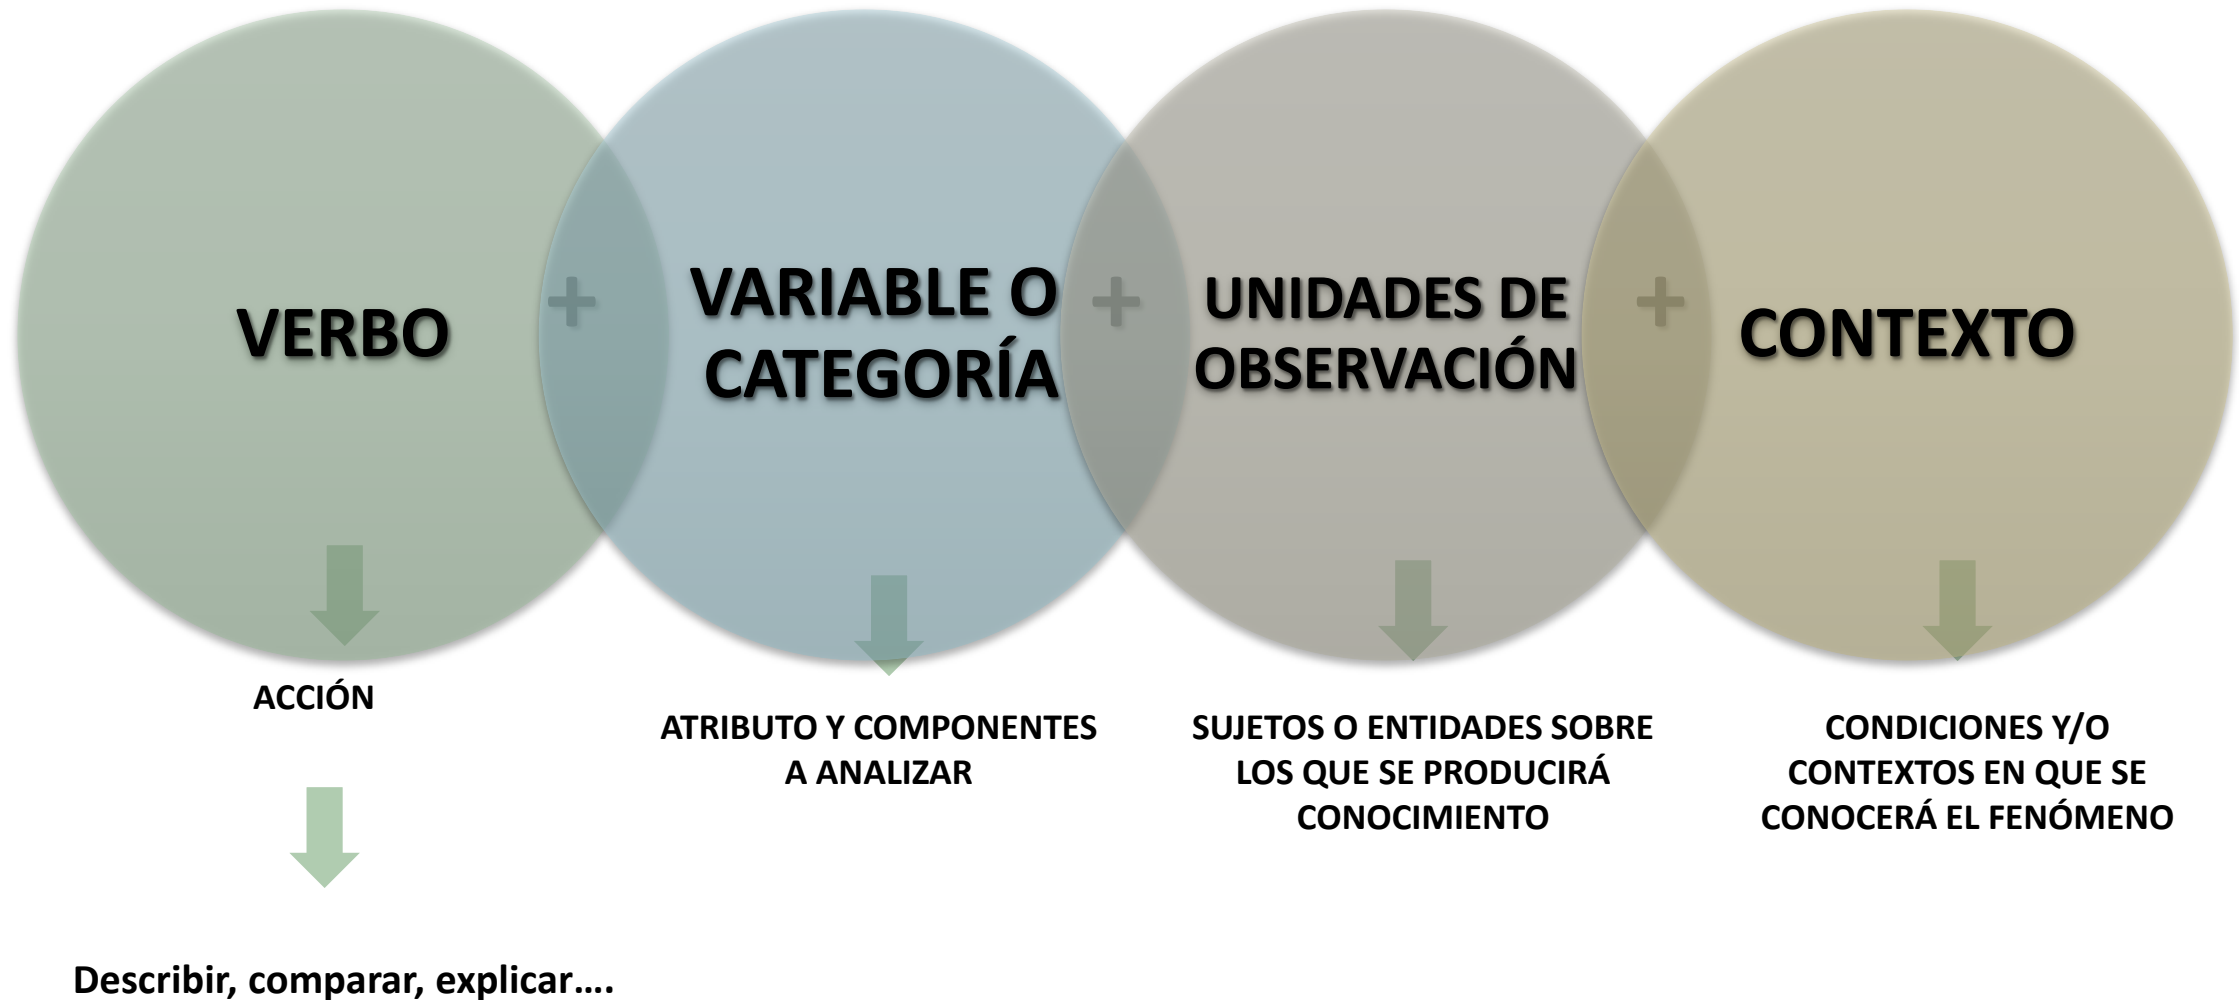 VERBO
+
VARIABLE O
CATEGORÍA
+
UNIDADES DE
OBSERVACIÓN
+
CONTEXTO
ACCIÓN
ATRIBUTO Y COMPONENTES
A ANALIZAR
SUJETOS O ENTIDADES SOBRE
LOS QUE SE PRODUCIRÁ
CONOCIMIENTO
CONDICIONES Y/O
CONTEXTOS EN QUE SE
CONOCERÁ EL FENÓMENO
Describir, comparar, explicar....